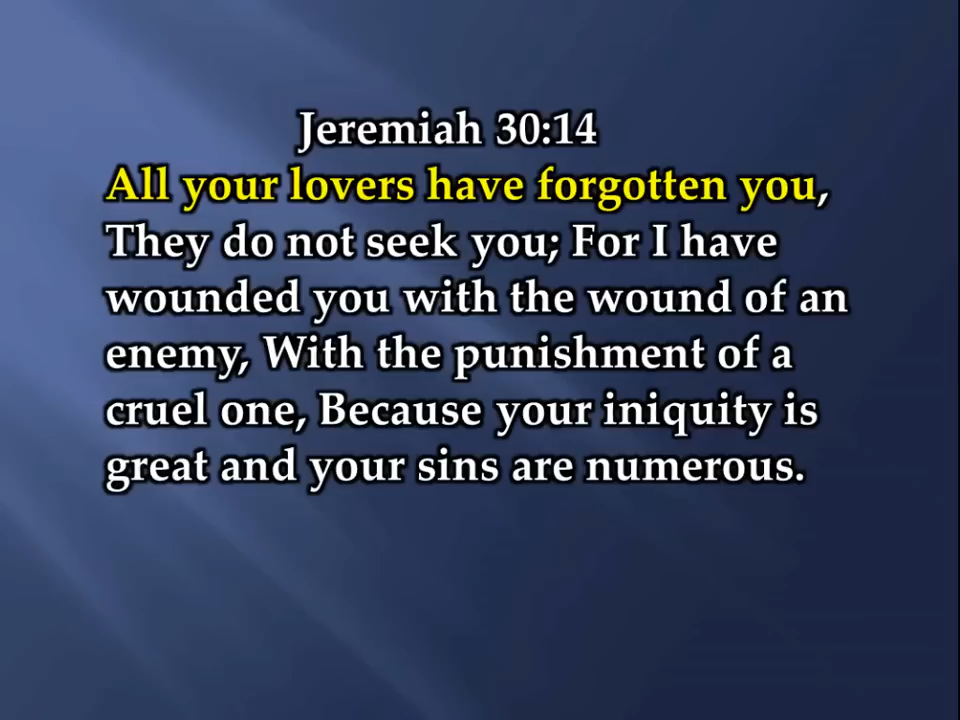 Jeremiah 30:14
All your lovers have forgotten you,
They do not seek you; For I have
wounded you with the wound of an
enemy, With the punishment of a
cruel one, Because your iniquity is
great and your sins are numerous.